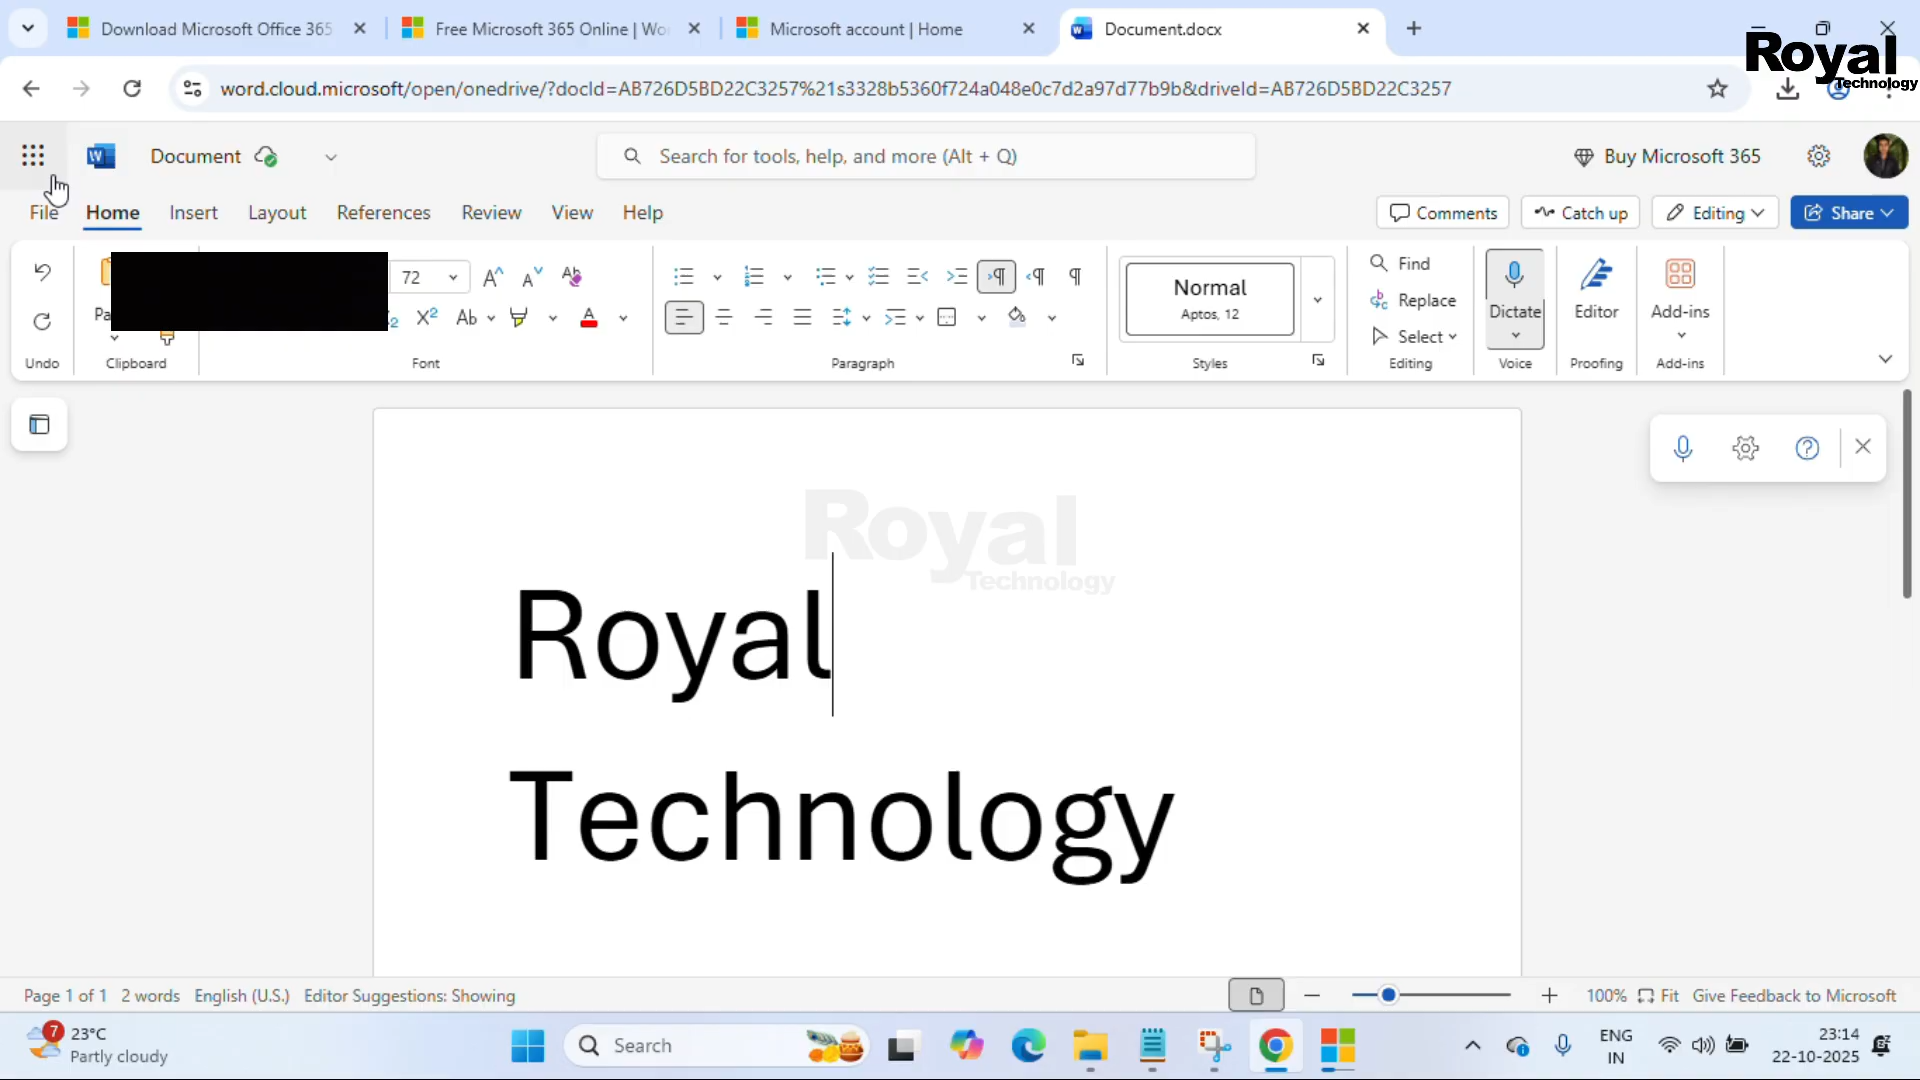 Download Microsoft Office 365
Free Microsoft 365 Online | Wo
Microsoft account | Home
Document.docx
Royal
Technology
word.cloud.microsoft/open/onedrive/?docId=AB726D5BD22C3257%21s3328b5360f724a048e0c7d2a97d77b9b&driveId=AB726D5BD22C3257
Document
Search for tools, help, and more (Alt + Q)
Buy Microsoft 365
File Home Insert Layout References Review View Help
Comments Catch up Editing Share
72
Pa
Undo Clipboard Font Paragraph
Normal
Aptos, 12
Styles
Find
Replace
Select
Editing
Dictate
Voice
Editor
Proofing
Add-ins
Add-ins
Royal
Technology
Royal
Technology
Page 1 of 1 2 words English (U.S.) Editor Suggestions: Showing
100% Fit Give Feedback to Microsoft
7
23°C
Partly cloudy
Search
ENG
IN
23:14
22-10-2025